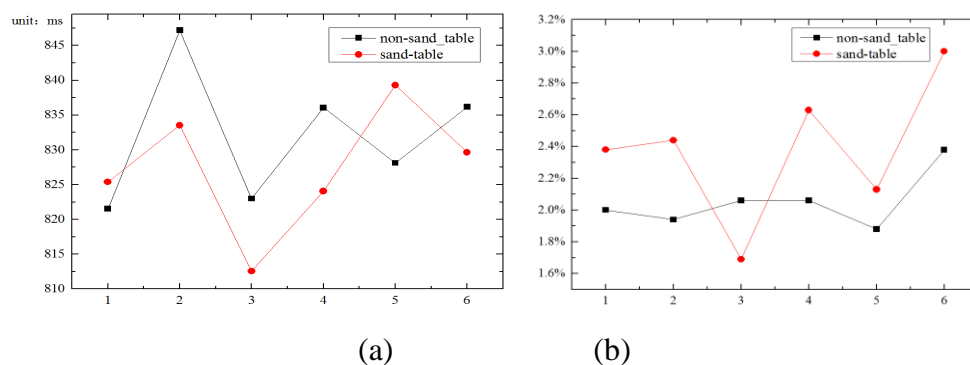 unit: ms
845
840
835
830
825
820
815
810
1 2 3 4 5 6
non-sand_table
sand-table
(a)
3.2%
3.0%
2.8%
2.6%
2.4%
2.2%
2.0%
1.8%
1.6%
1 2 3 4 5 6
non-sand_table
sand-table
(b)